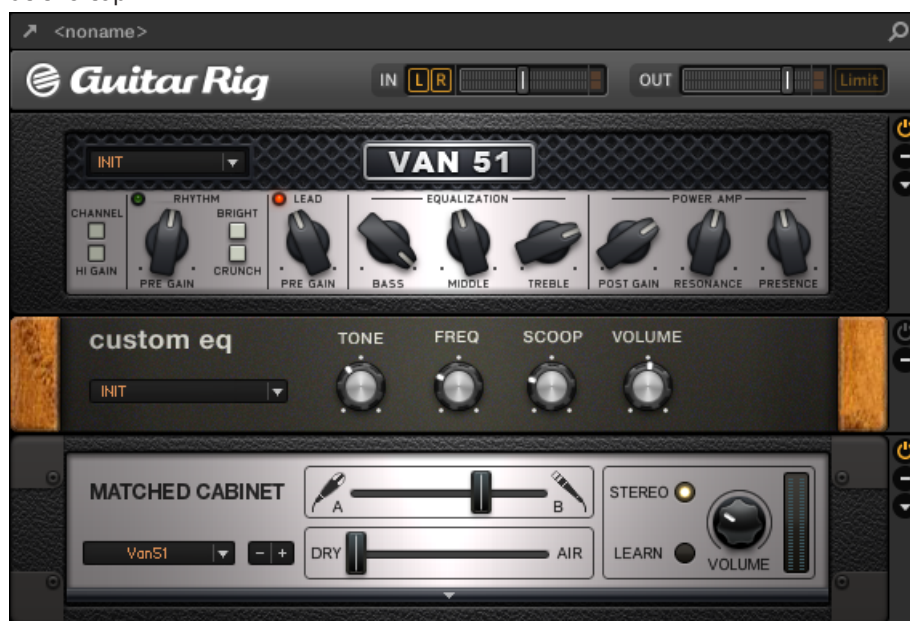 <noname>
Guitar Rig
IN L R
OUT Limit
INIT
VAN 51
CHANNEL
HI GAIN
RHYTHM
BRIGHT
CRUNCH
PRE GAIN
LEAD
PRE GAIN
EQUALIZATION
BASS MIDDLE TREBLE
POWER AMP
POST GAIN RESONANCE PRESENCE
custom eq
TONE FREQ SCOOP VOLUME
INIT
MATCHED CABINET
A B
STEREO
Van51 - +
DRY AIR
LEARN
VOLUME